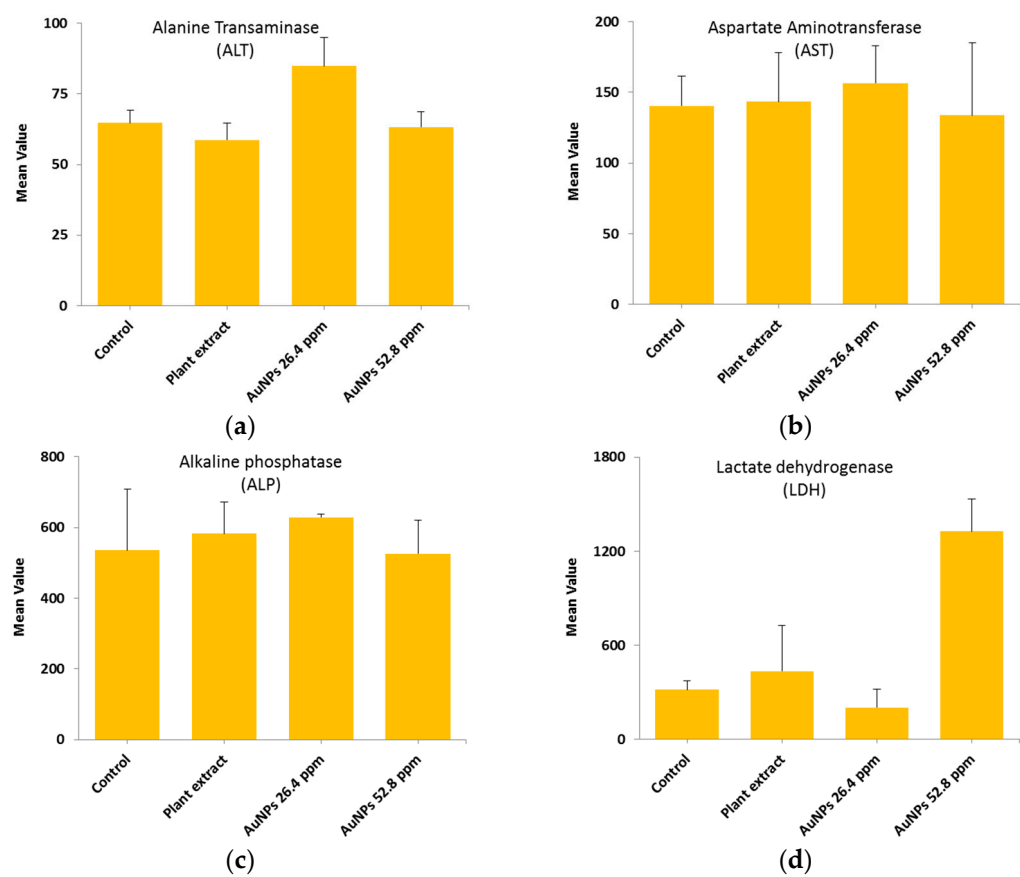 Alanine Transaminase
(ALT)
Mean Value
100
75
50
25
0
Control
Plant extract
AuNPs 26.4 ppm
AuNPs 52.8 ppm
(a)
Aspartate Aminotransferase
(AST)
Mean Value
200
150
100
50
0
Control
Plant extract
AuNPs 26.4 ppm
AuNPs 52.8 ppm
(b)
Alkaline phosphatase
(ALP)
Mean Value
800
600
400
200
0
Control
Plant extract
AuNPs 26.4 ppm
AuNPs 52.8 ppm
(c)
Lactate dehydrogenase
(LDH)
Mean Value
1800
1200
600
0
Control
Plant extract
AuNPs 26.4 ppm
AuNPs 52.8 ppm
(d)